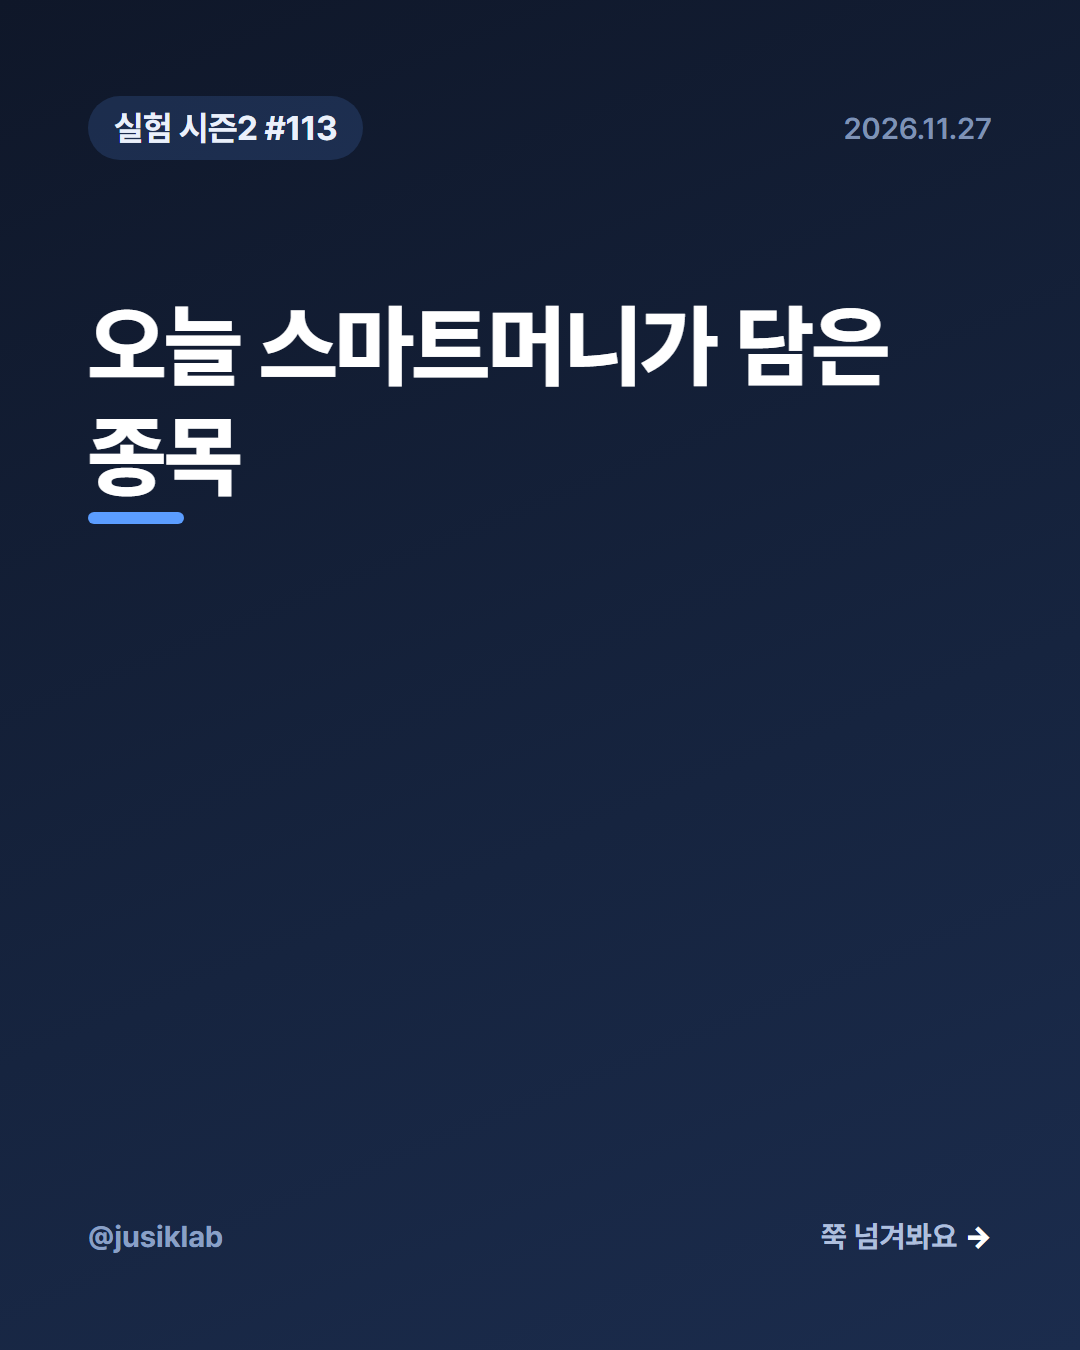 실험 시즌2 #113
2026.11.27
오늘 스마트머니가 담은
종목
@jusiklab
쭉 넘겨봐요 →